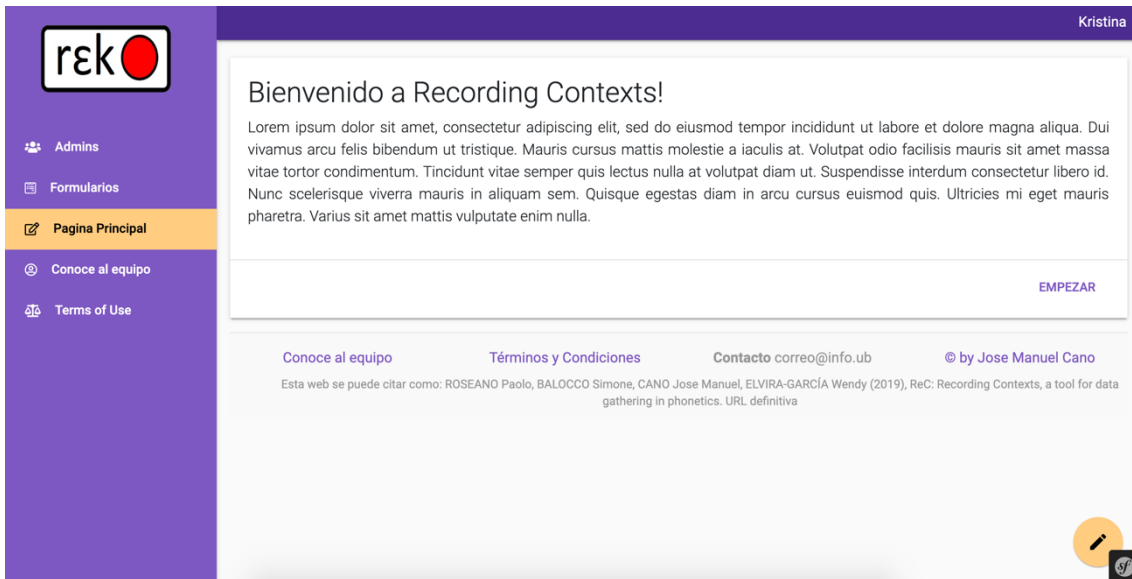 Kristina
rɛk
Admins
Formularios
Pagina Principal
Conoce al equipo
Terms of Use
Bienvenido a Recording Contexts!
Lorem ipsum dolor sit amet, consectetur adipiscing elit, sed do eiusmod tempor incididunt ut labore et dolore magna aliqua. Dui
vivamus arcu felis bibendum ut tristique. Mauris cursus mattis molestie a iaculis at. Volutpat odio facilisis mauris sit amet massa
vitae tortor condimentum. Tincidunt vitae semper quis lectus nulla at volutpat diam ut. Suspendisse interdum consectetur libero id.
Nunc scelerisque viverra mauris in aliquam sem. Quisque egestas diam in arcu cursus euismod quis. Ultricies mi eget mauris
pharetra. Varius sit amet mattis vulputate enim nulla.
EMPEZAR
Conoce al equipo Términos y Condiciones Contacto correo@info.ub © by Jose Manuel Cano
Esta web se puede citar como: ROSEANO Paolo, BALOCCO Simone, CANO Jose Manuel, ELVIRA-GARCÍA Wendy (2019), ReC: Recording Contexts, a tool for data
gathering in phonetics. URL definitiva
sf